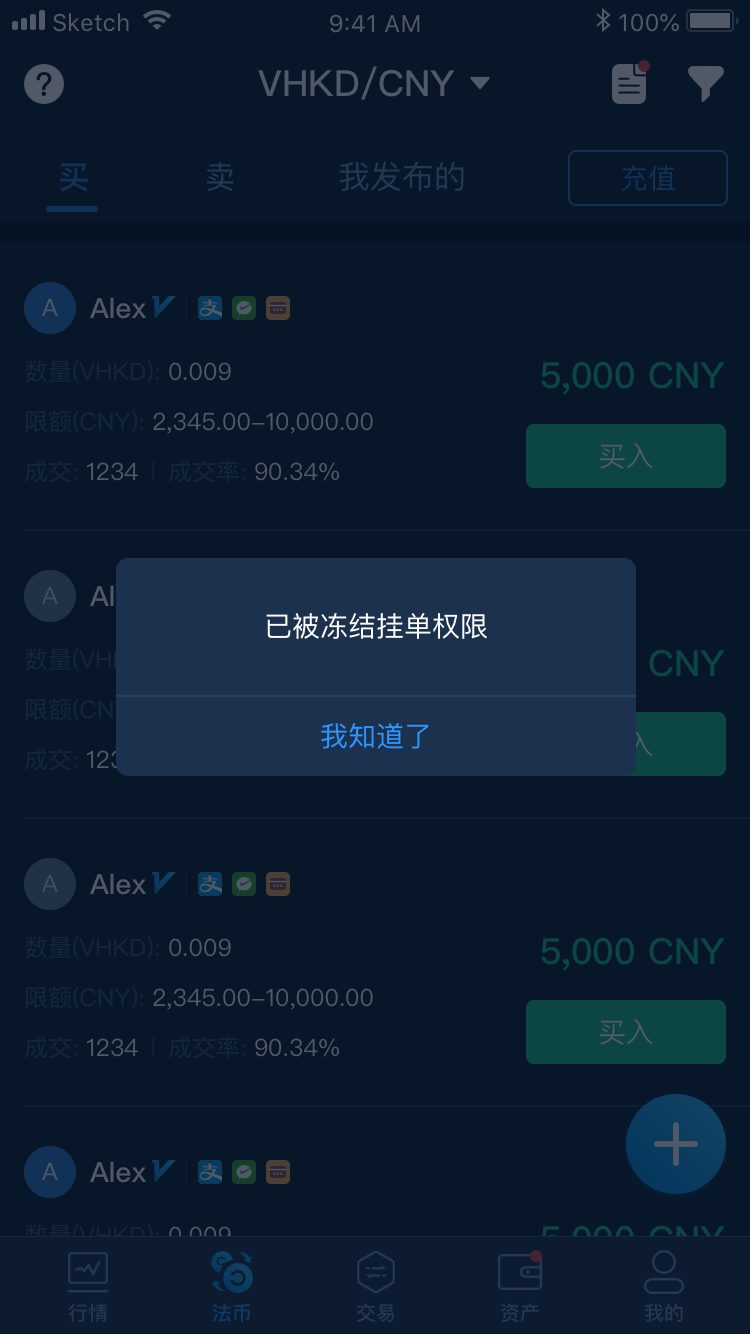 Sketch 9:41 AM 100%
? VHKD/CNY
买 卖 我发布的 充值
A Alex
数量(VHKD): 0.009 5,000 CNY
限额(CNY): 2,345.00–10,000.00 买入
成交: 1234 成交率: 90.34%
A Al
数量(VH CNY
限额(CN 入
成交: 123
已被冻结挂单权限
我知道了
A Alex
数量(VHKD): 0.009 5,000 CNY
限额(CNY): 2,345.00–10,000.00 买入
成交: 1234 成交率: 90.34%
A Alex
数量(VHKD): 0.009 5,000 CNY
行情 法币 交易 资产 我的